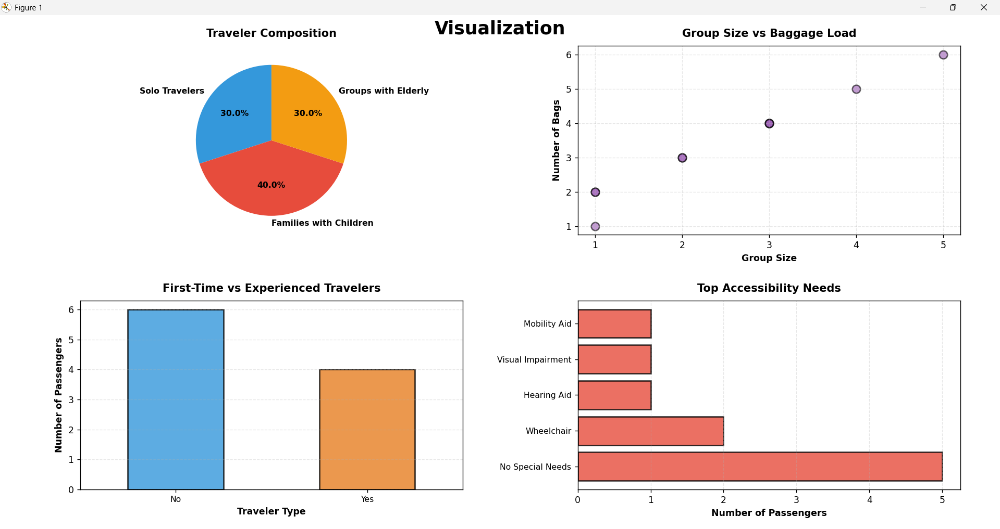 Figure 1
Visualization
Traveler Composition
Solo Travelers
Groups with Elderly
30.0%
30.0%
40.0%
Families with Children
Group Size vs Baggage Load
Number of Bags
6
5
4
3
2
1
1 2 3 4 5
Group Size
First-Time vs Experienced Travelers
Number of Passengers
6
5
4
3
2
1
0
No Yes
Traveler Type
Top Accessibility Needs
Mobility Aid
Visual Impairment
Hearing Aid
Wheelchair
No Special Needs
0 1 2 3 4 5
Number of Passengers